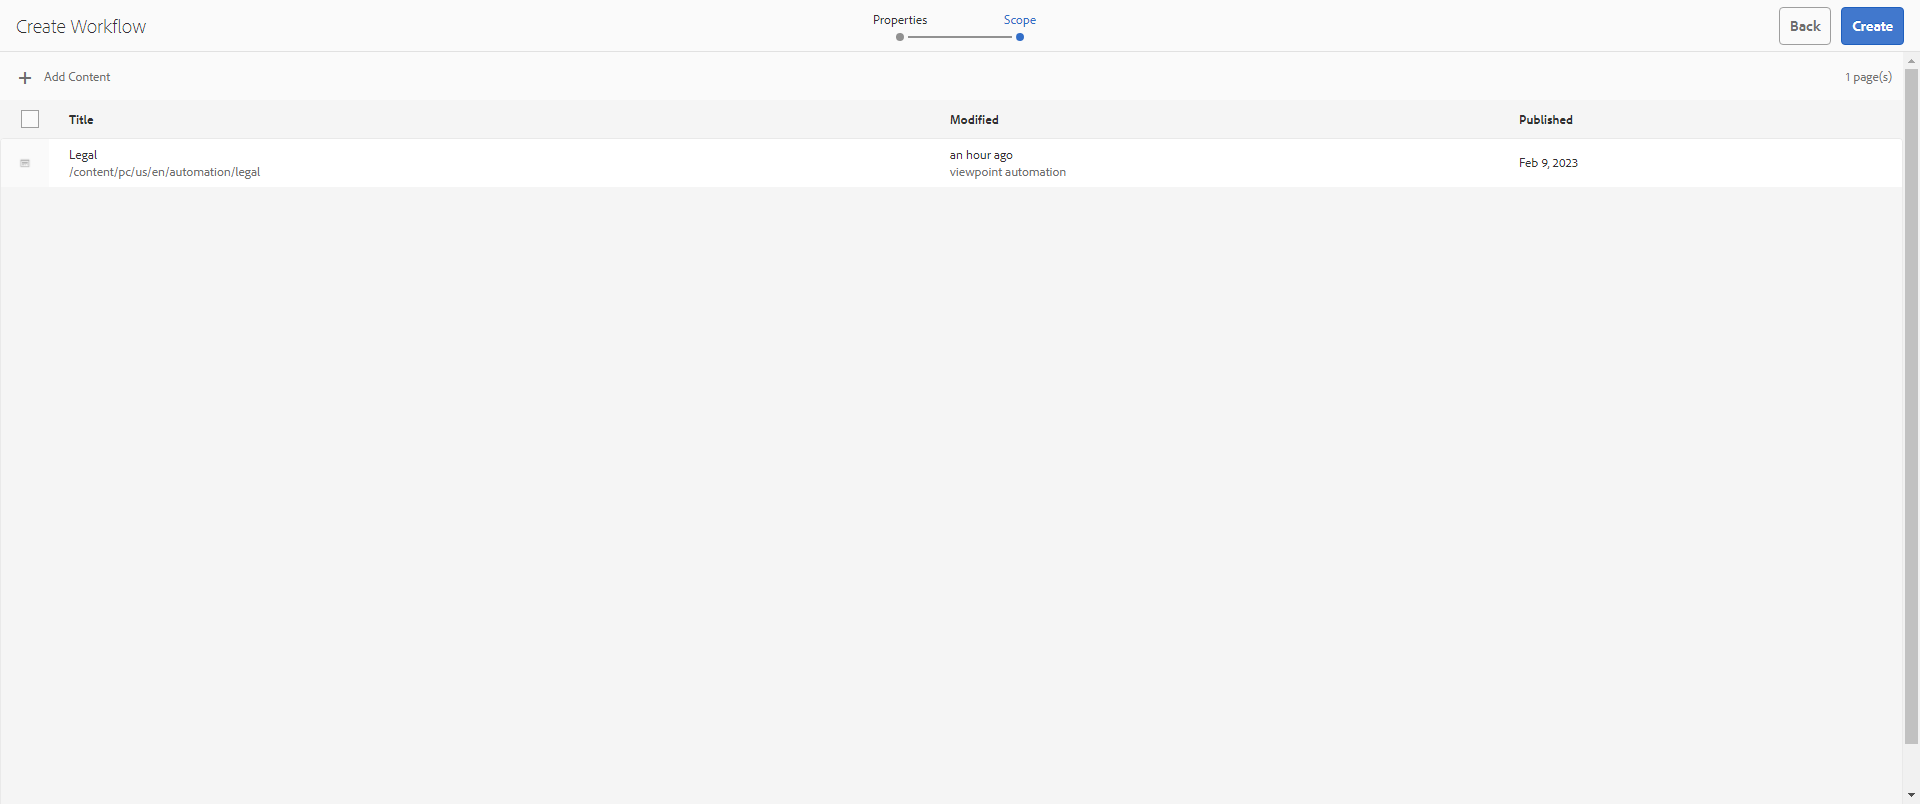 Create Workflow
Properties
Scope
Back
Create
Add Content
1 page(s)
Title
Modified
Published
Legal
/content/pc/us/en/automation/legal
an hour ago
viewpoint automation
Feb 9, 2023